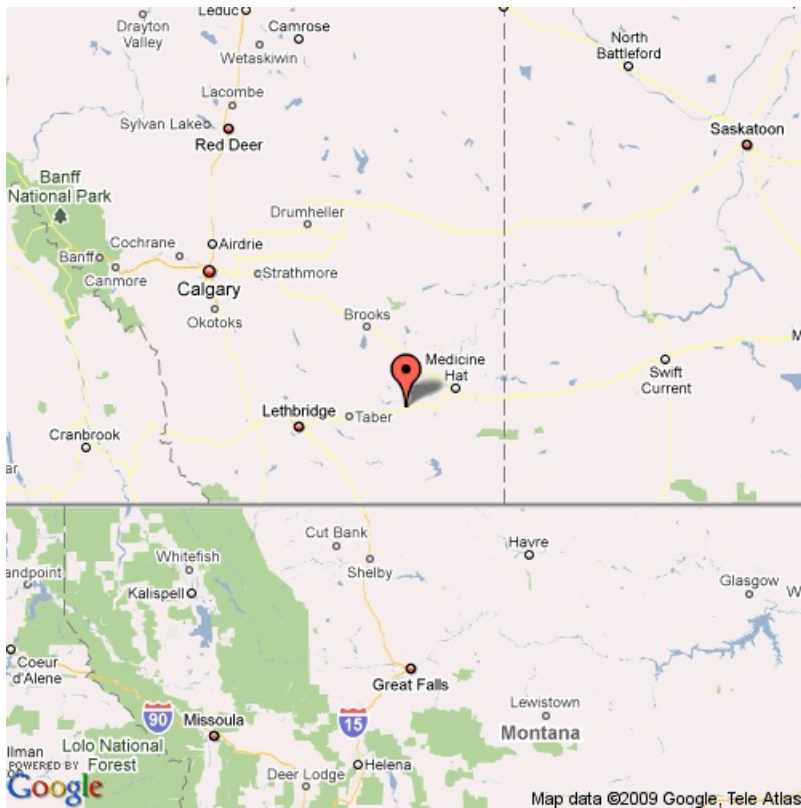 Leduc
Camrose
Drayton
Valley
Wetaskiwin
North
Battleford
Lacombe
Sylvan Lake
Red Deer
Saskatoon
Banff
National Park
Drumheller
Cochrane
Airdrie
Banff
Strathmore
Canmore
Calgary
Okotoks
Brooks
Medicine
Hat
Swift
Current
M
Lethbridge
Taber
Cranbrook
ar
Cut Bank
Havre
Whitefish
Shelby
andpoint
Kalispell
Glasgow
W
Coeur
d'Alene
Great Falls
Lewistown
90
Missoula
15
Montana
llman
Lolo National
Forest
POWERED BY
Google
Deer Lodge
Helena
Map data ©2009 Google, Tele Atlas